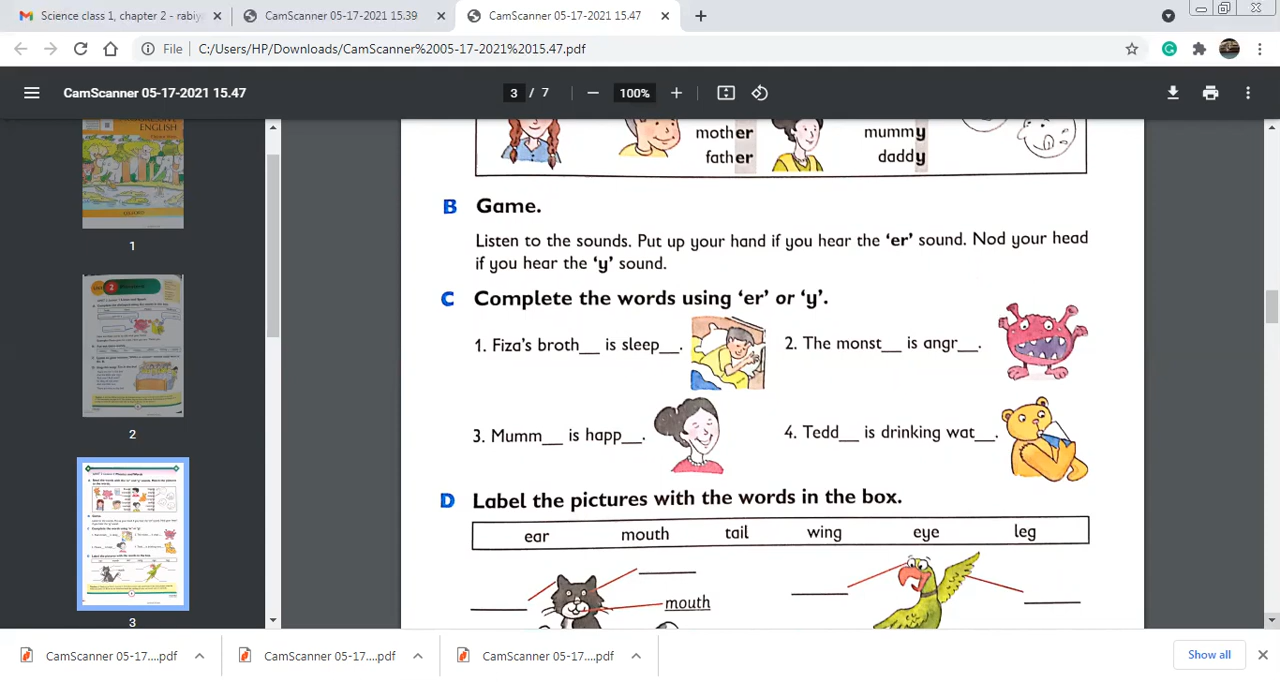 Science class 1, chapter 2 - rabiy
CamScanner 05-17-2021 15.39
CamScanner 05-17-2021 15.47
File
C:/Users/HP/Downloads/CamScanner%2005-17-2021%2015.47.pdf
CamScanner 05-17-2021 15.47
3 / 7
100%
ENGLISH
OXFORD
1
2
3
mother
father
mummy
daddy
B Game.
Listen to the sounds. Put up your hand if you hear the ‘er’ sound. Nod your head
if you hear the ‘y’ sound.
C Complete the words using ‘er’ or ‘y’.
1. Fiza’s broth__ is sleep__.
2. The monst__ is angr__.
3. Mumm__ is happ__.
4. Tedd__ is drinking wat__.
D Label the pictures with the words in the box.
ear mouth tail wing eye leg
mouth
CamScanner 05-17....pdf
CamScanner 05-17....pdf
CamScanner 05-17....pdf
Show all